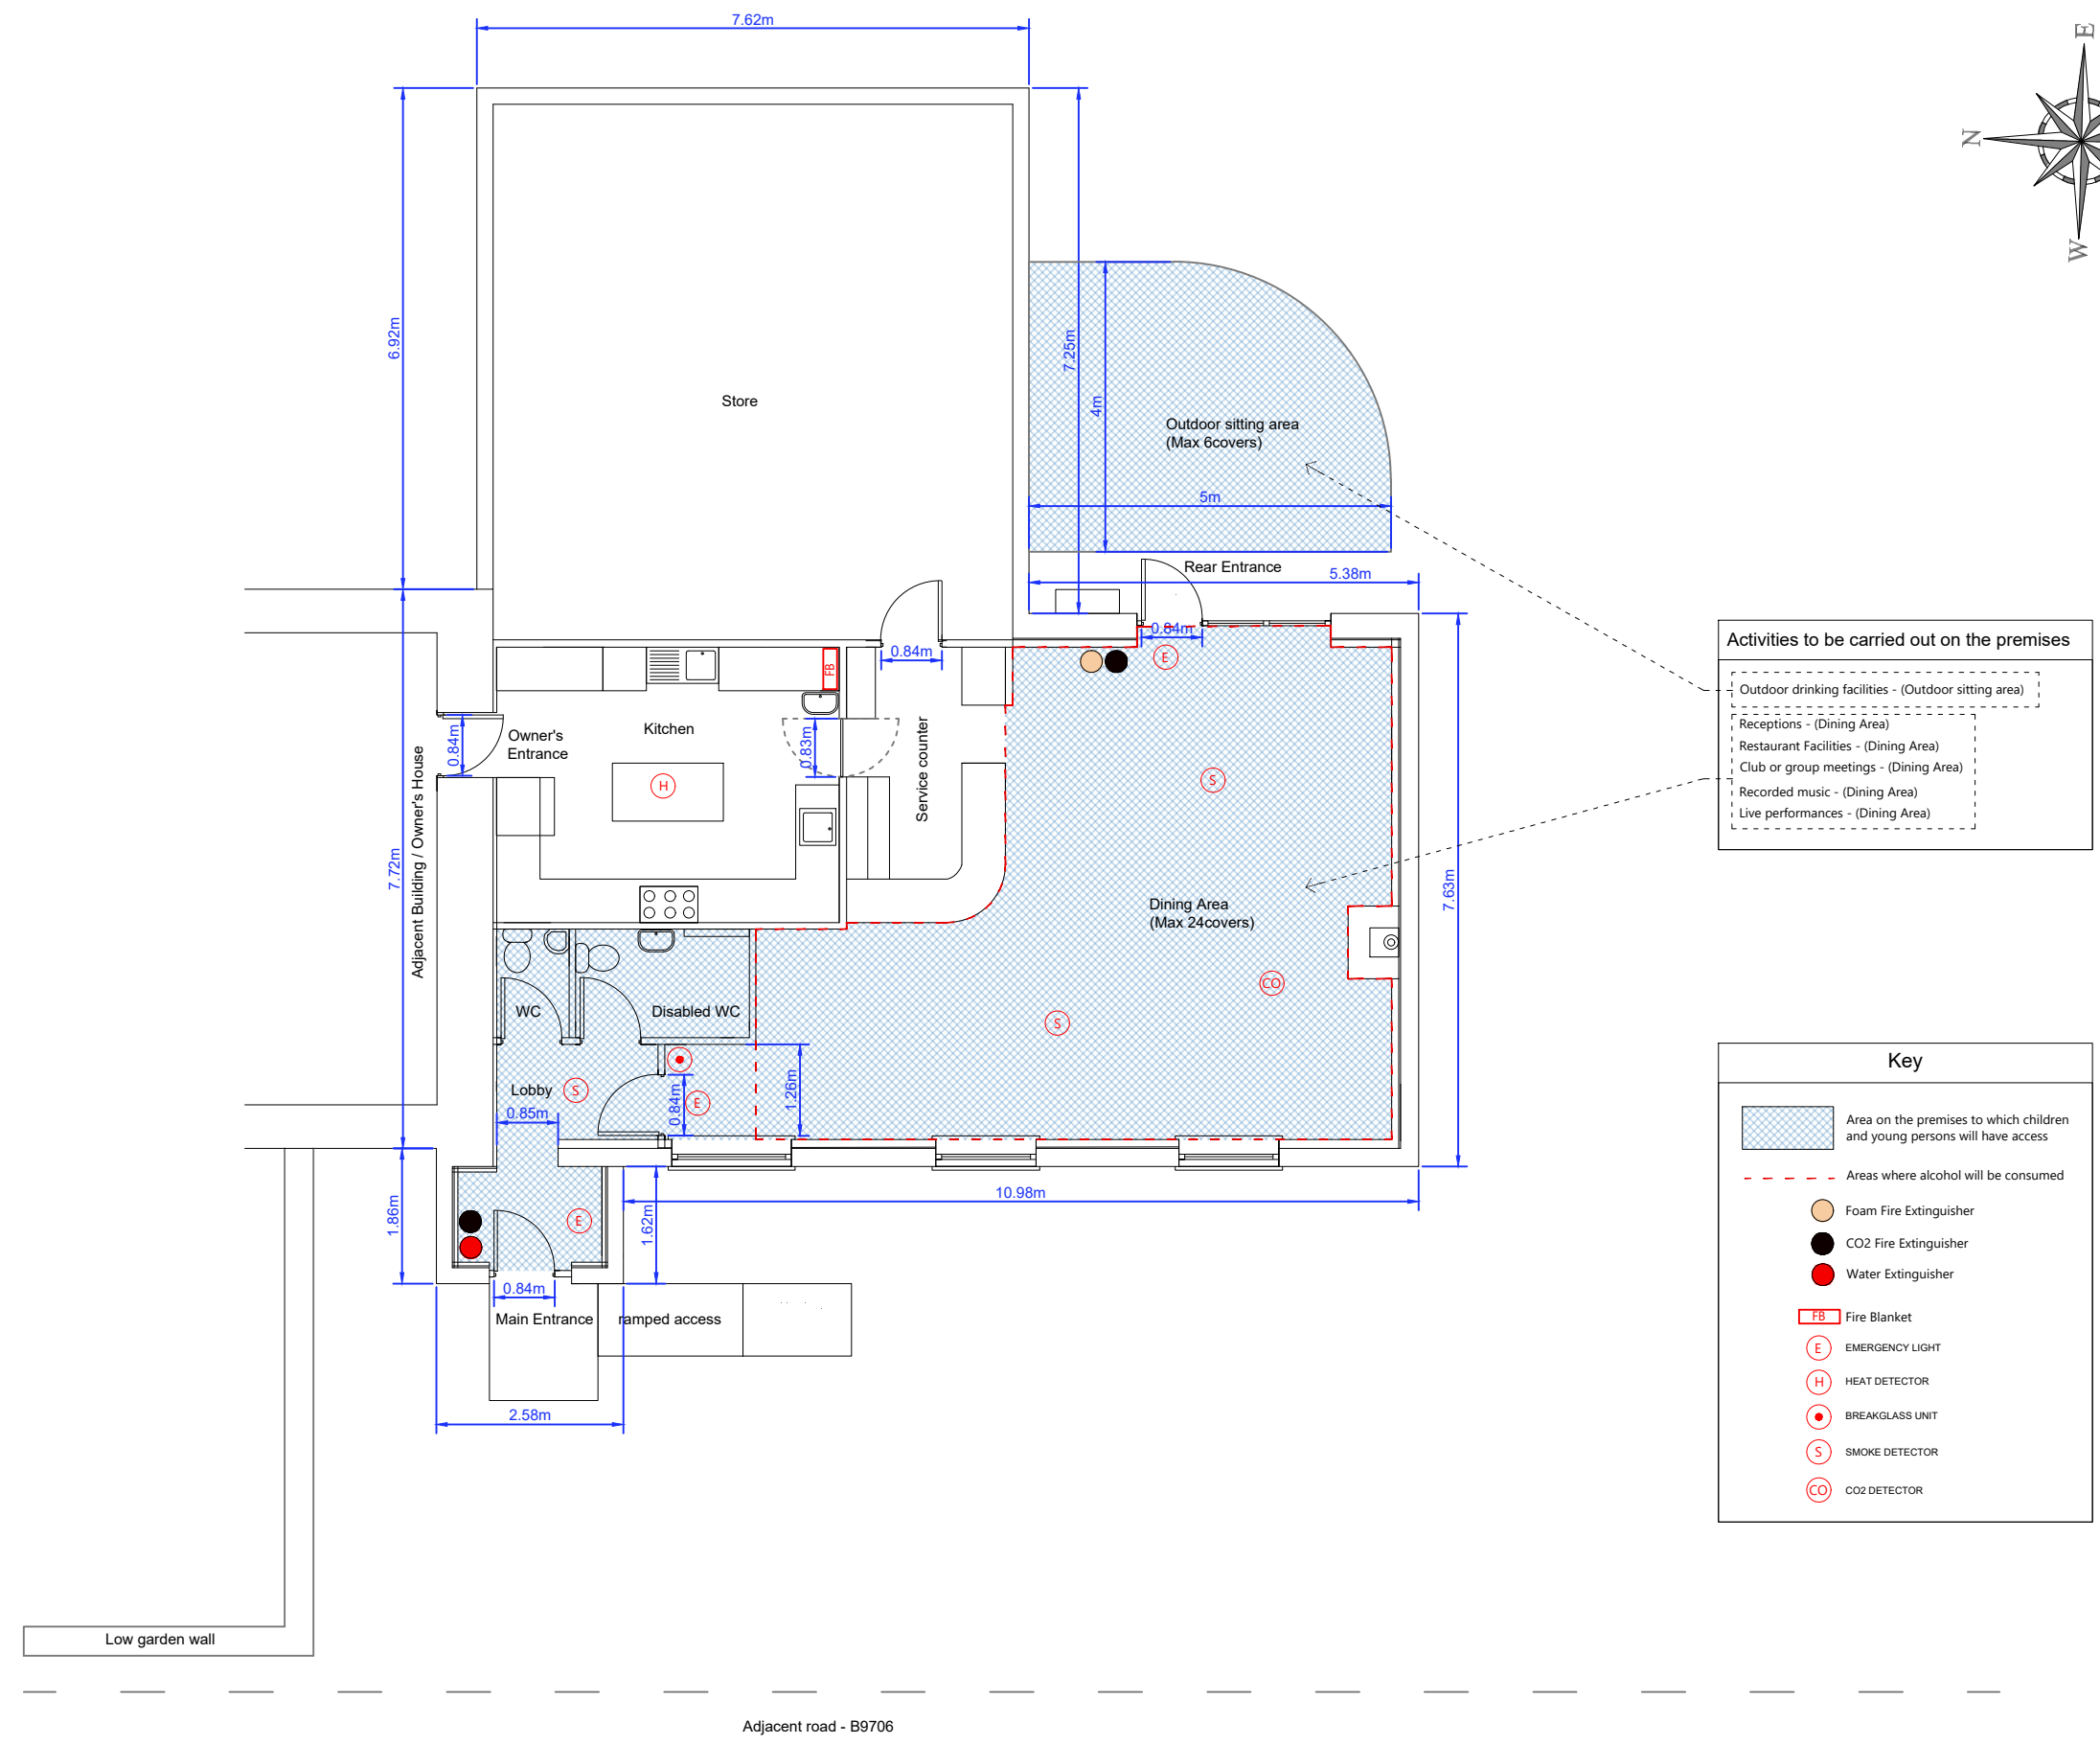 7.62m
E
N
W
6.92m
7.25m
4m
Store
Outdoor sitting area
(Max 6covers)
5m
Rear Entrance
5.38m
0.84m
E
0.84m
FB
Activities to be carried out on the premises
Outdoor drinking facilities - (Outdoor sitting area)
Receptions - (Dining Area)
Restaurant Facilities - (Dining Area)
Club or group meetings - (Dining Area)
Recorded music - (Dining Area)
Live performances - (Dining Area)
Owner's
Entrance
0.84m
Kitchen
0.83m
H
Service counter
S
Adjacent Building / Owner's House
7.72m
7.63m
Dining Area
(Max 24covers)
CO
S
WC
Disabled WC
Lobby
S
0.85m
0.84m
E
1.26m
1.86m
E
1.62m
10.98m
0.84m
Main Entrance
ramped access
2.58m
Key
Area on the premises to which children
and young persons will have access
Areas where alcohol will be consumed
Foam Fire Extinguisher
CO2 Fire Extinguisher
Water Extinguisher
FB Fire Blanket
E EMERGENCY LIGHT
H HEAT DETECTOR
BREAKGLASS UNIT
S SMOKE DETECTOR
CO CO2 DETECTOR
Low garden wall
Adjacent road - B9706